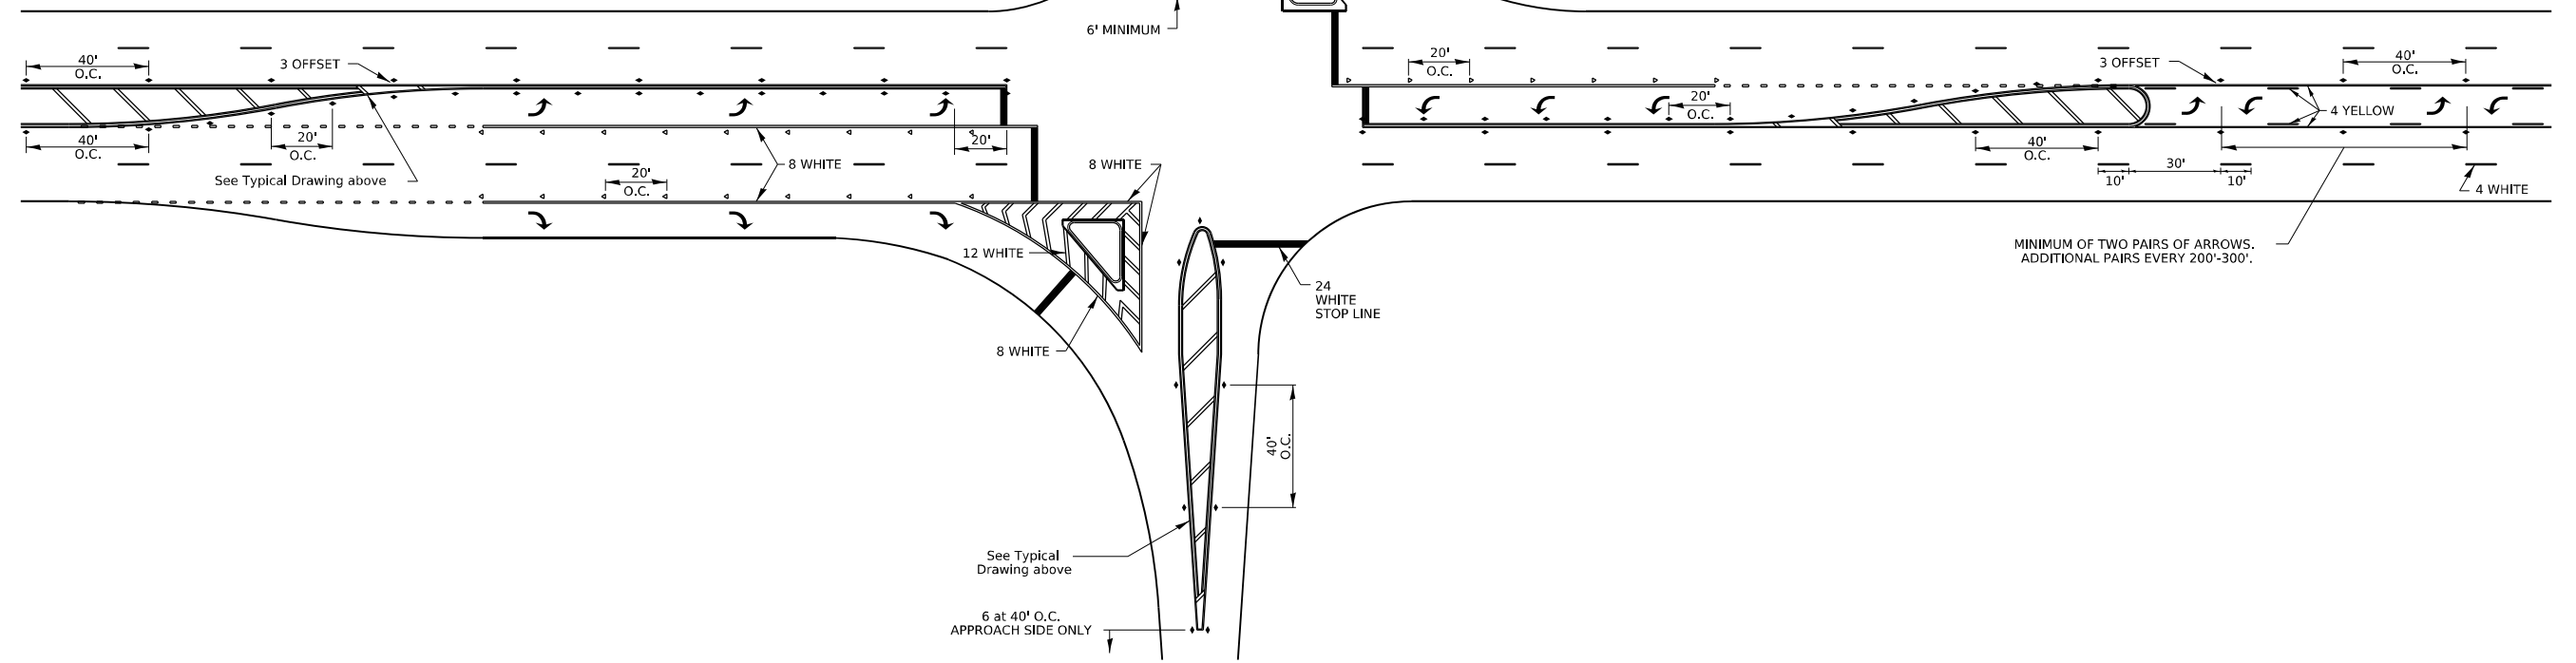 6' MINIMUM
40'
O.C.
3 OFFSET
20'
O.C.
3 OFFSET
40'
O.C.
20'
O.C.
4 YELLOW
40'
O.C.
20'
O.C.
20'
40'
O.C.
See Typical Drawing above
20'
O.C.
8 WHITE
8 WHITE
10'
30'
10'
4 WHITE
12 WHITE
MINIMUM OF TWO PAIRS OF ARROWS.
ADDITIONAL PAIRS EVERY 200'-300'.
24
WHITE
STOP LINE
8 WHITE
40'
O.C.
See Typical
Drawing above
6 at 40' O.C.
APPROACH SIDE ONLY